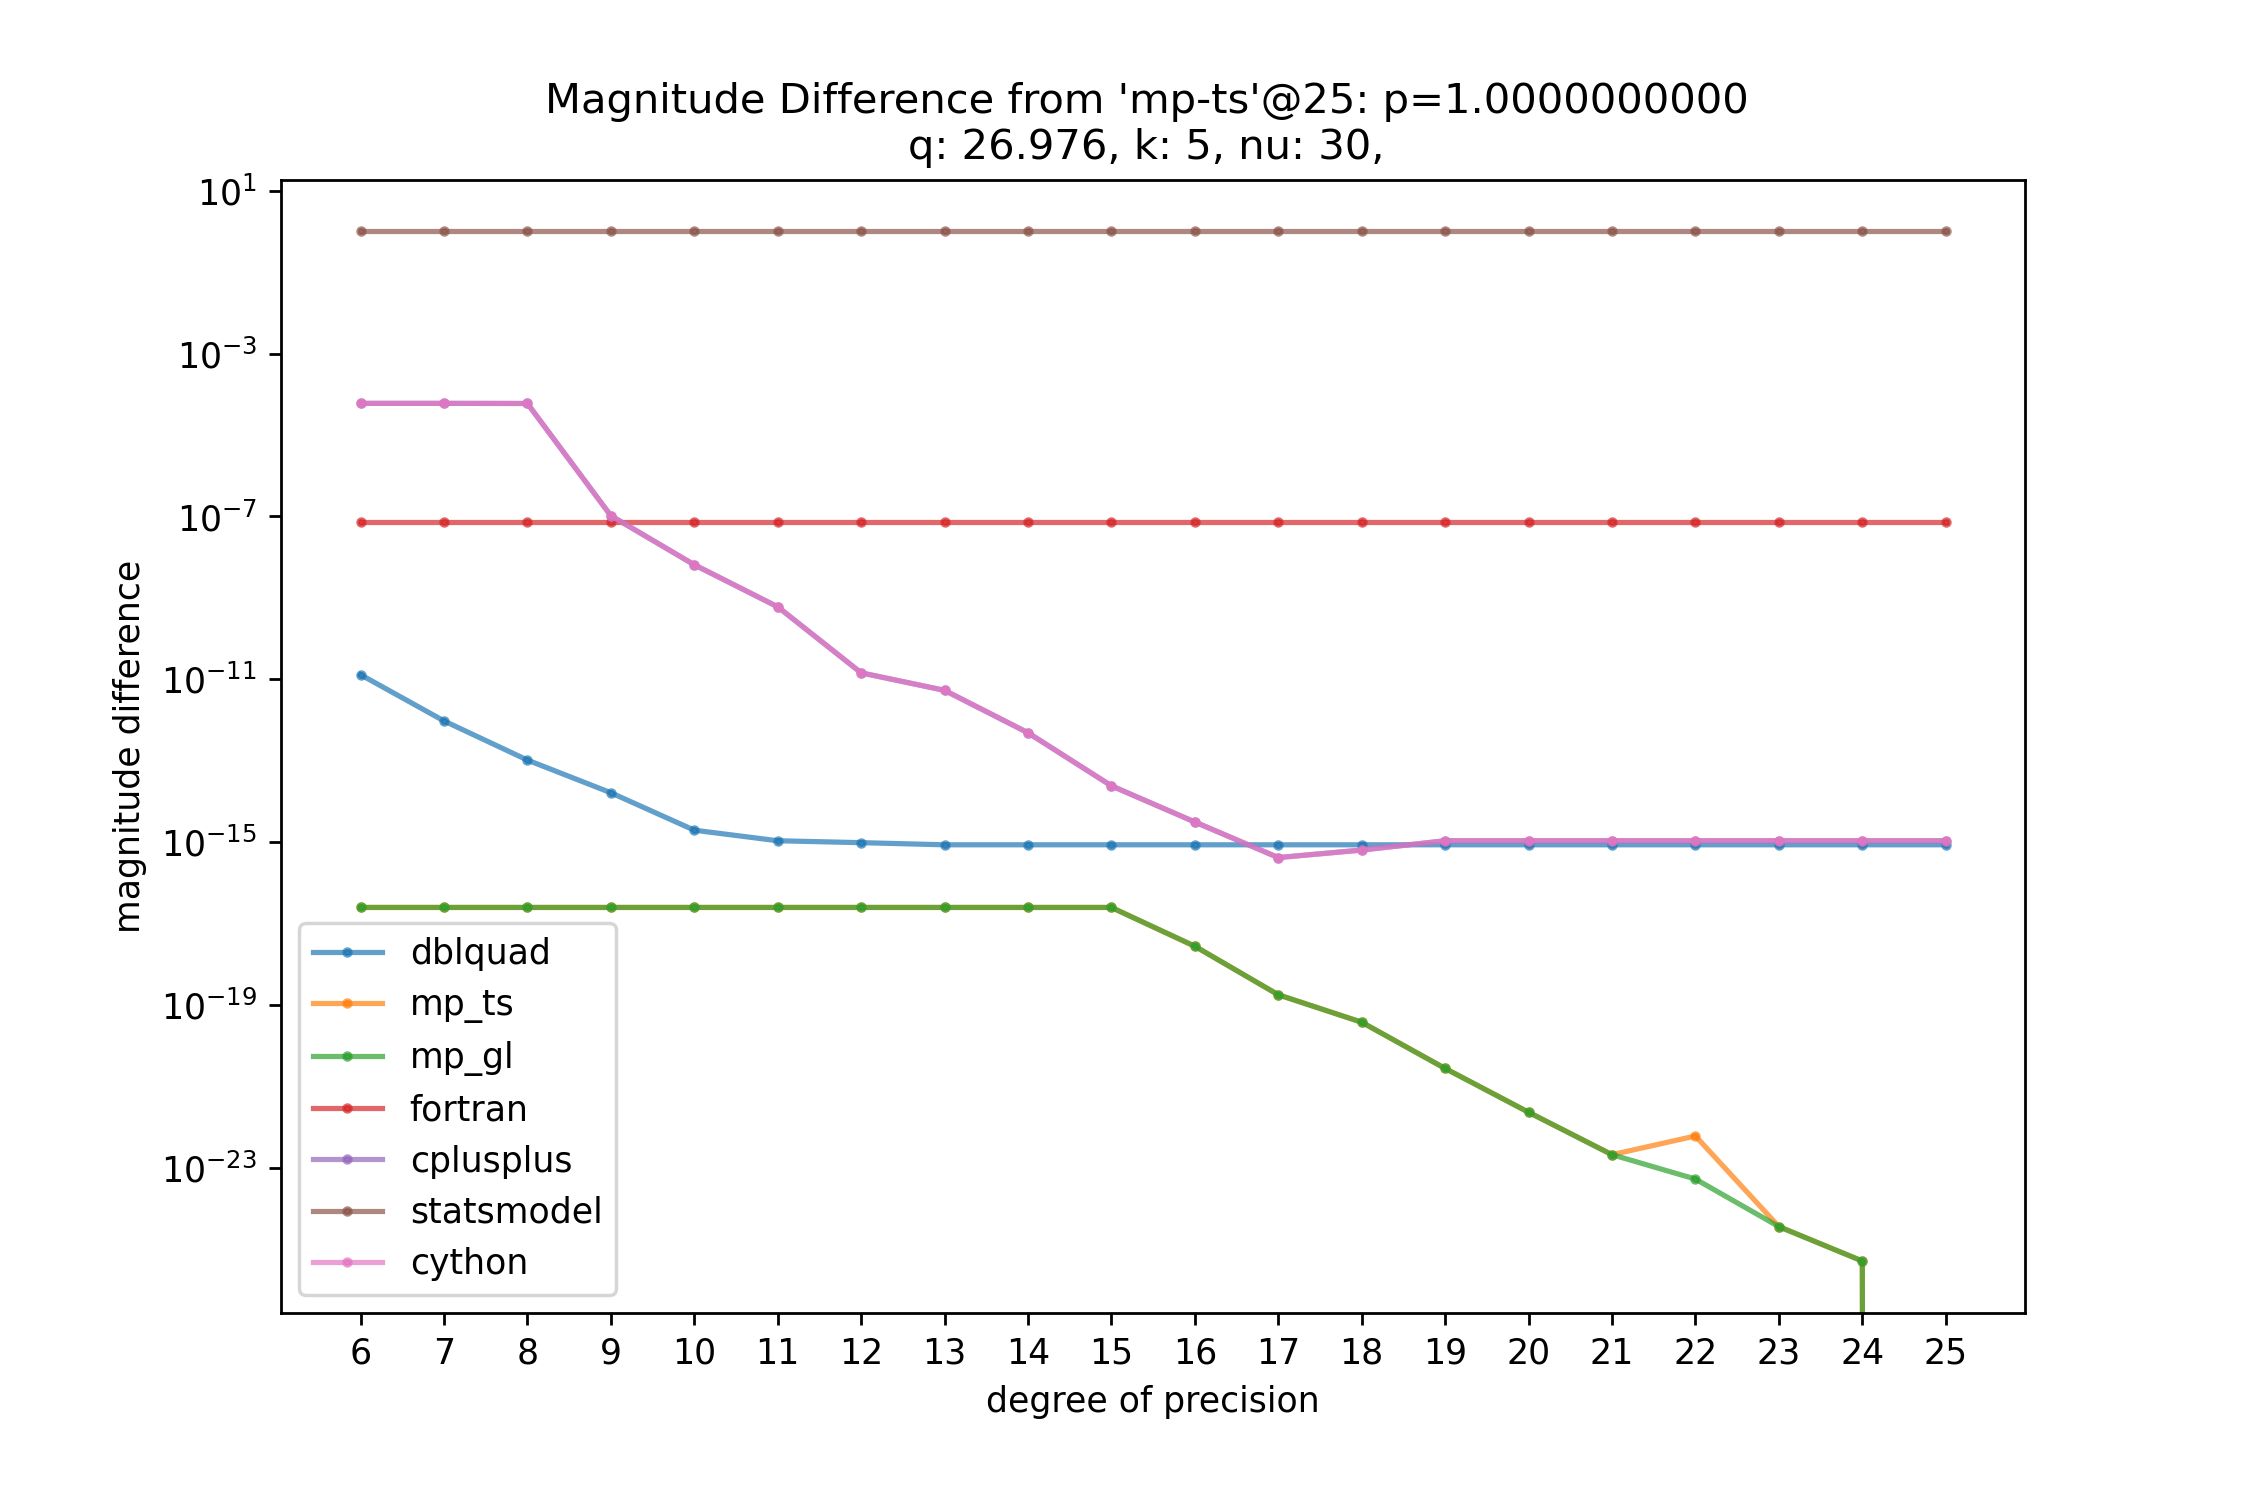 Magnitude Difference from 'mp-ts'@25: p=1.0000000000
q: 26.976, k: 5, nu: 30,
magnitude difference
10¹
10⁻³
10⁻⁷
10⁻¹¹
10⁻¹⁵
10⁻¹⁹
10⁻²³
dblquad
mp_ts
mp_gl
fortran
cplusplus
statsmodel
cython
6 7 8 9 10 11 12 13 14 15 16 17 18 19 20 21 22 23 24 25
degree of precision